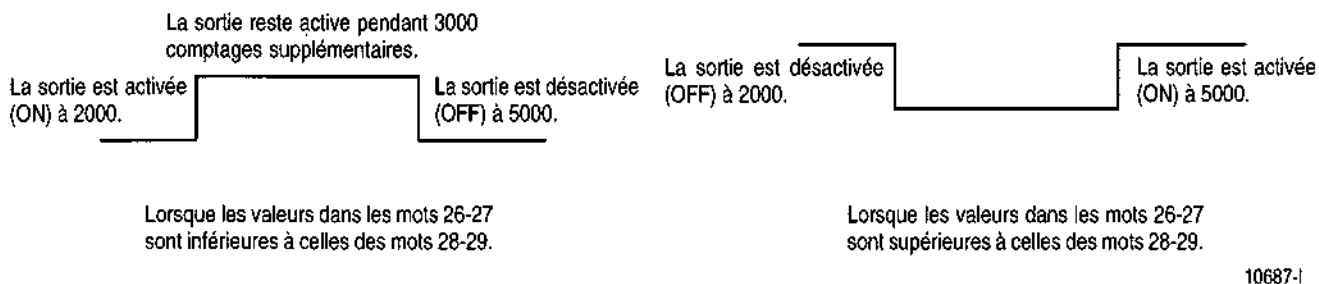 La sortie reste active pendant 3000
comptages supplémentaires.
La sortie est activée
(ON) à 2000.
La sortie est désactivée
(OFF) à 5000.
Lorsque les valeurs dans les mots 26-27
sont inférieures à celles des mots 28-29.
La sortie est désactivée
(OFF) à 2000.
La sortie est activée
(ON) à 5000.
Lorsque les valeurs dans les mots 26-27
sont supérieures à celles des mots 28-29.
10687-I